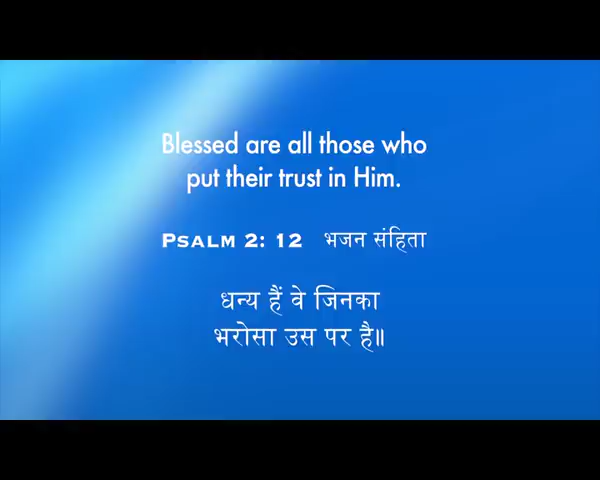 Blessed are all those who
put their trust in Him.
PSALM 2: 12 भजन संहिता
धन्य हैं वे जिनका
भरोसा उस पर है॥